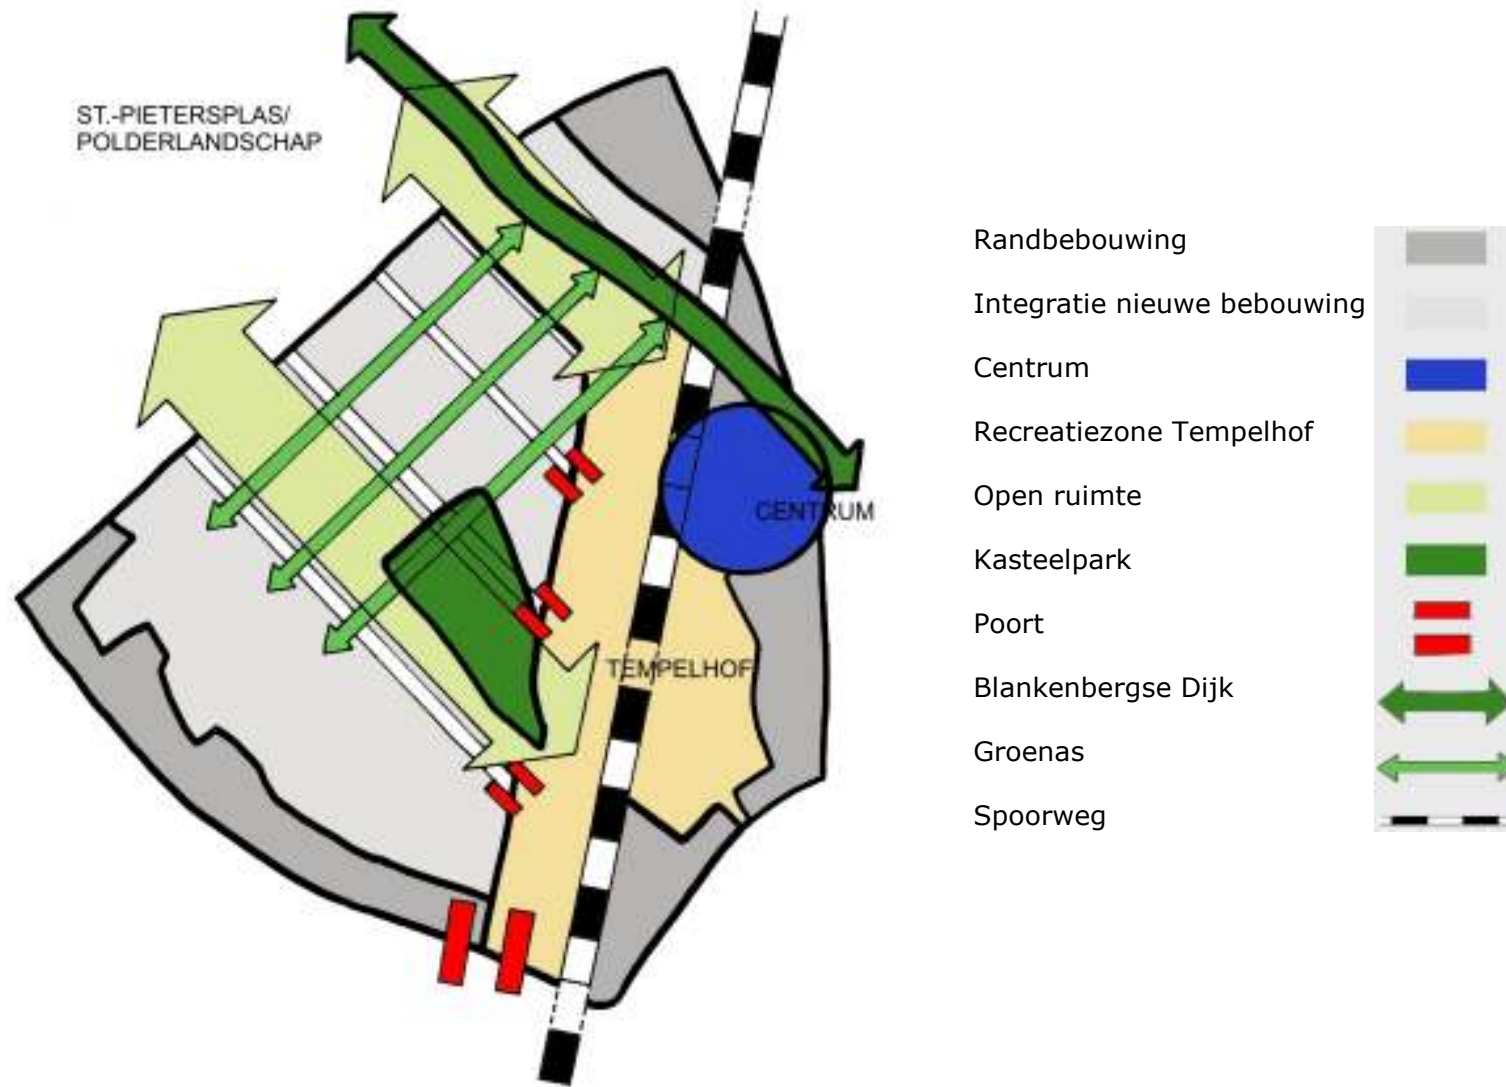 ST.-PIETERSPLAS/
POLDERLANDSCHAP
CENTRUM
TEMPELHOF
Randbebouwing
Integratie nieuwe bebouwing
Centrum
Recreatiezone Tempelhof
Open ruimte
Kasteelpark
Poort
Blankenbergse Dijk
Groenas
Spoorweg